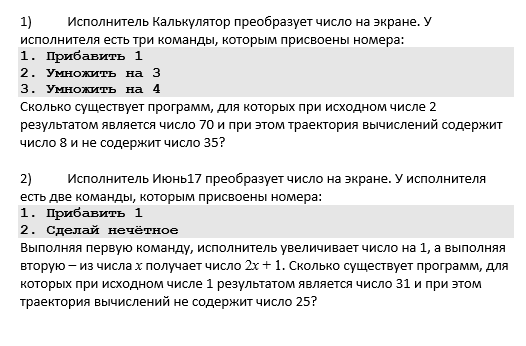 1) Исполнитель Калькулятор преобразует число на экране. У
исполнителя есть три команды, которым присвоены номера:
1. Прибавить 1
2. Умножить на 3
3. Умножить на 4
Сколько существует программ, для которых при исходном числе 2
результатом является число 70 и при этом траектория вычислений содержит
число 8 и не содержит число 35?
2) Исполнитель Июнь17 преобразует число на экране. У исполнителя
есть две команды, которым присвоены номера:
1. Прибавить 1
2. Сделай нечётное
Выполняя первую команду, исполнитель увеличивает число на 1, а выполняя
вторую – из числа x получает число 2x + 1. Сколько существует программ, для
которых при исходном числе 1 результатом является число 31 и при этом
траектория вычислений не содержит число 25?